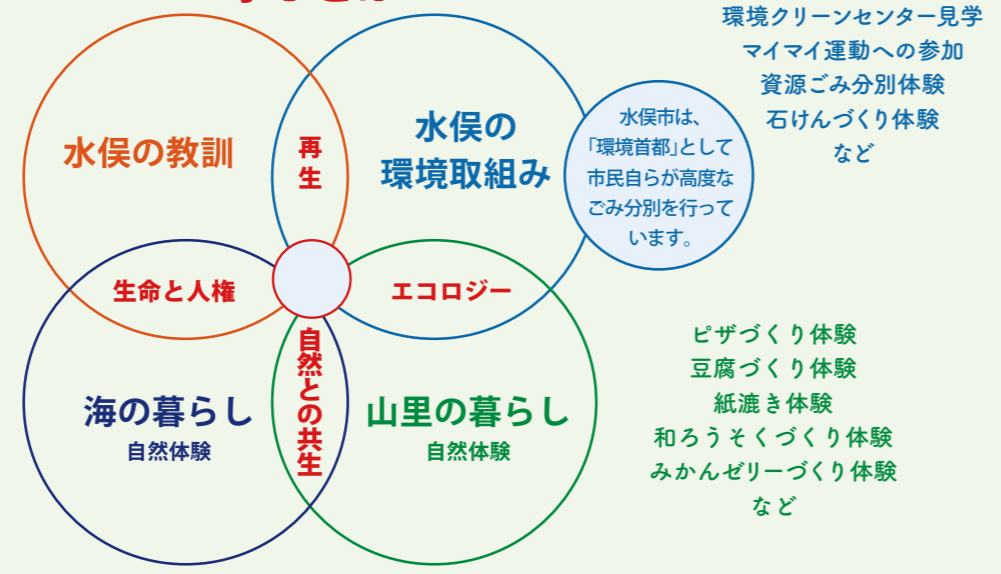 水俣の教訓
再生
水俣の
環境取組み
水俣市は、
「環境首都」として
市民自らが高度な
ごみ分別を行って
います。
環境クリーンセンター見学
マイマイ運動への参加
資源ごみ分別体験
石けんづくり体験
など
生命と人権
エコロジー
自然との共生
海の暮らし
自然体験
山里の暮らし
自然体験
ピザづくり体験
豆腐づくり体験
紙漉き体験
和ろうそくづくり体験
みかんゼリーづくり体験
など